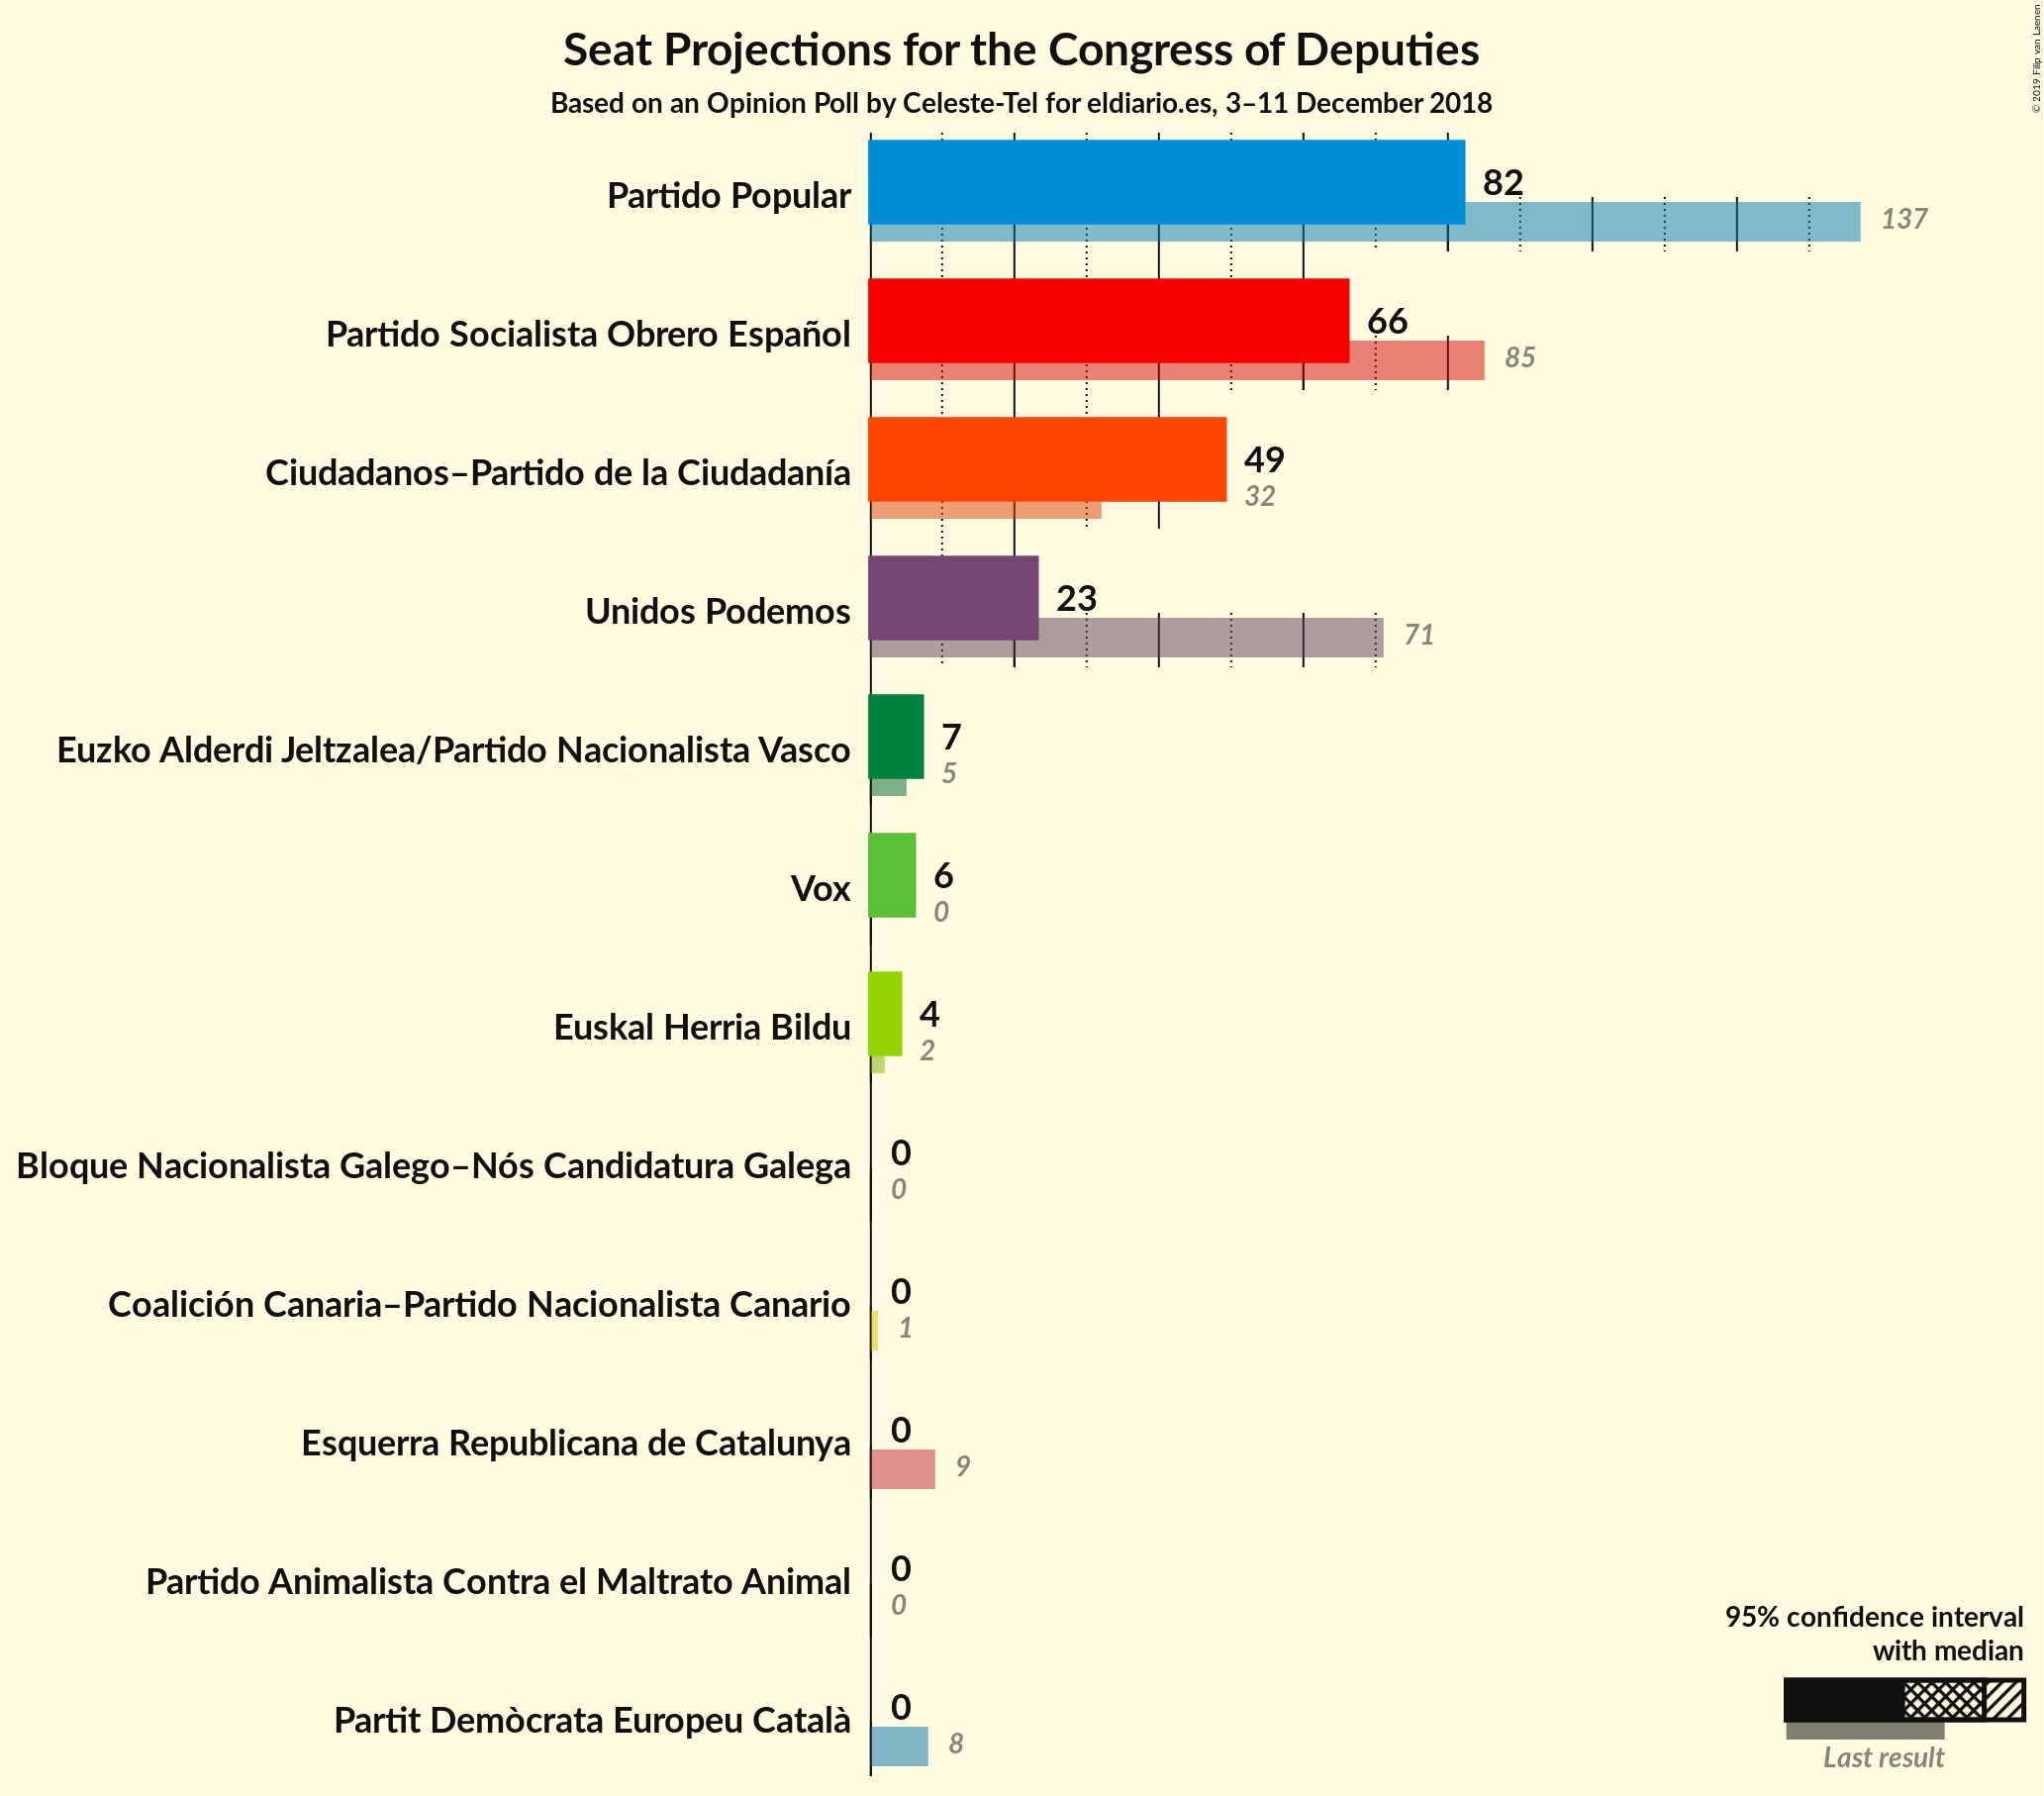 Seat Projections for the Congress of Deputies
Based on an Opinion Poll by Celeste-Tel for eldiario.es, 3–11 December 2018
© 2019 Filip van Laenen
Partido Popular
82
137
Partido Socialista Obrero Español
66
85
Ciudadanos–Partido de la Ciudadanía
49
32
Unidos Podemos
23
71
Euzko Alderdi Jeltzalea/Partido Nacionalista Vasco
7
5
Vox
6
0
Euskal Herria Bildu
4
2
Bloque Nacionalista Galego–Nós Candidatura Galega
0
0
Coalición Canaria–Partido Nacionalista Canario
0
1
Esquerra Republicana de Catalunya
0
9
Partido Animalista Contra el Maltrato Animal
0
0
Partit Demòcrata Europeu Català
0
8
95% confidence interval
with median
Last result